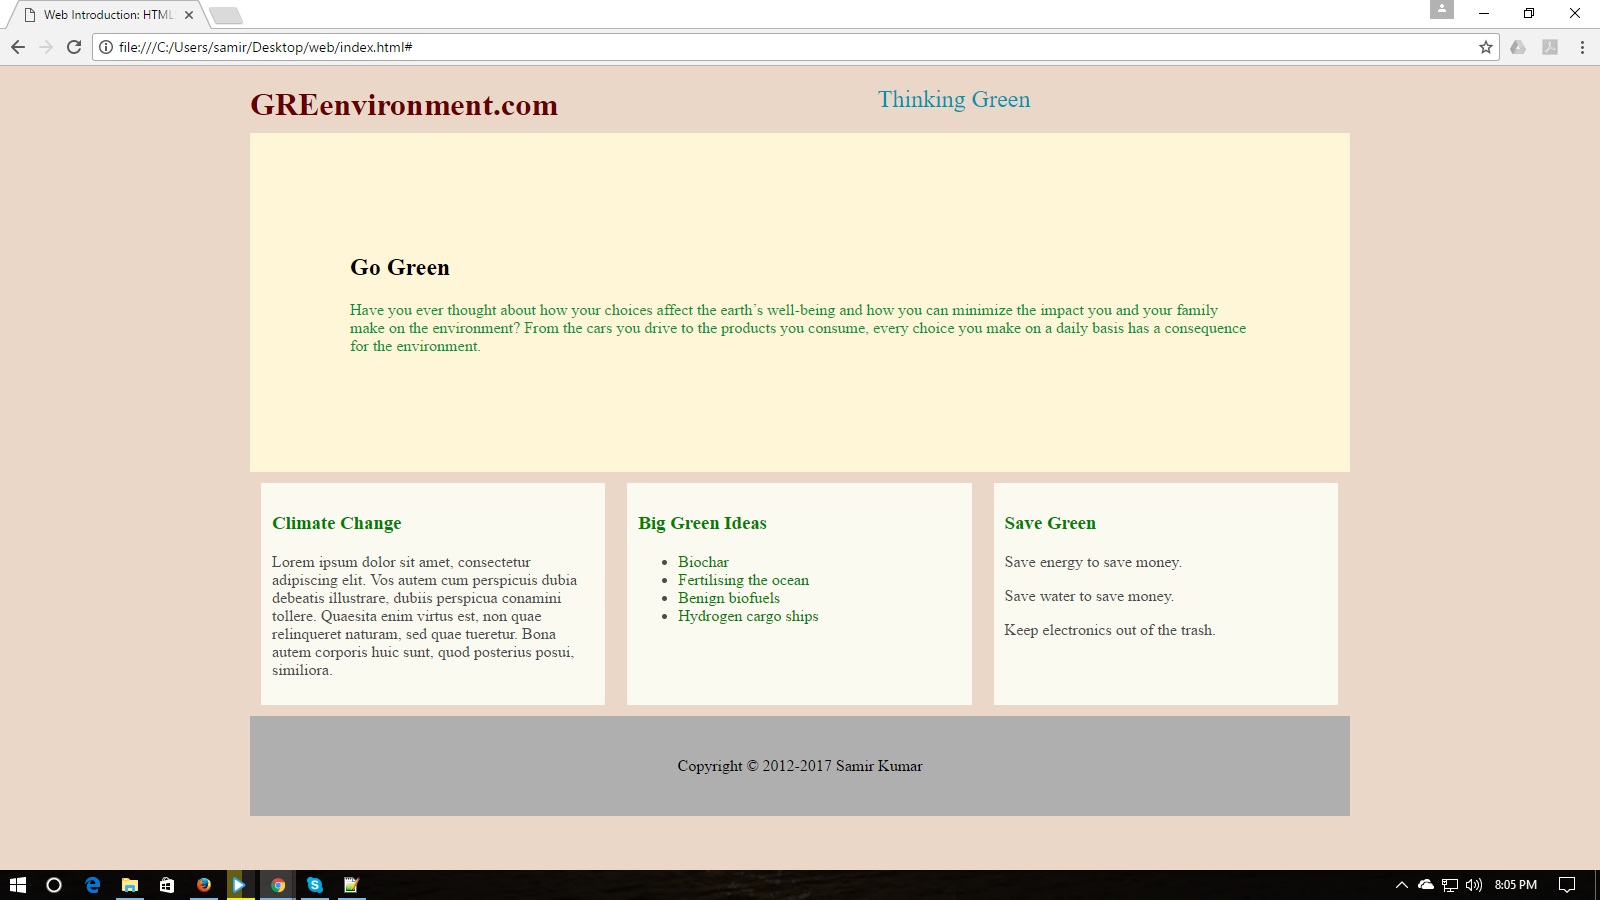 Web Introduction: HTML
file:///C:/Users/samir/Desktop/web/index.html#
GREenvironment.com
Thinking Green
Go Green
Have you ever thought about how your choices affect the earth’s well-being and how you can minimize the impact you and your family
make on the environment? From the cars you drive to the products you consume, every choice you make on a daily basis has a consequence
for the environment.
Climate Change
Lorem ipsum dolor sit amet, consectetur
adipiscing elit. Vos autem cum perspicuis dubia
debeatis illustrare, dubiis perspicua conamini
tollere. Quaesita enim virtus est, non quae
relinqueret naturam, sed quae tueretur. Bona
autem corporis huic sunt, quod posterius posui,
similiora.
Big Green Ideas
Biochar
Fertilising the ocean
Benign biofuels
Hydrogen cargo ships
Save Green
Save energy to save money.
Save water to save money.
Keep electronics out of the trash.
Copyright © 2012-2017 Samir Kumar
8:05 PM